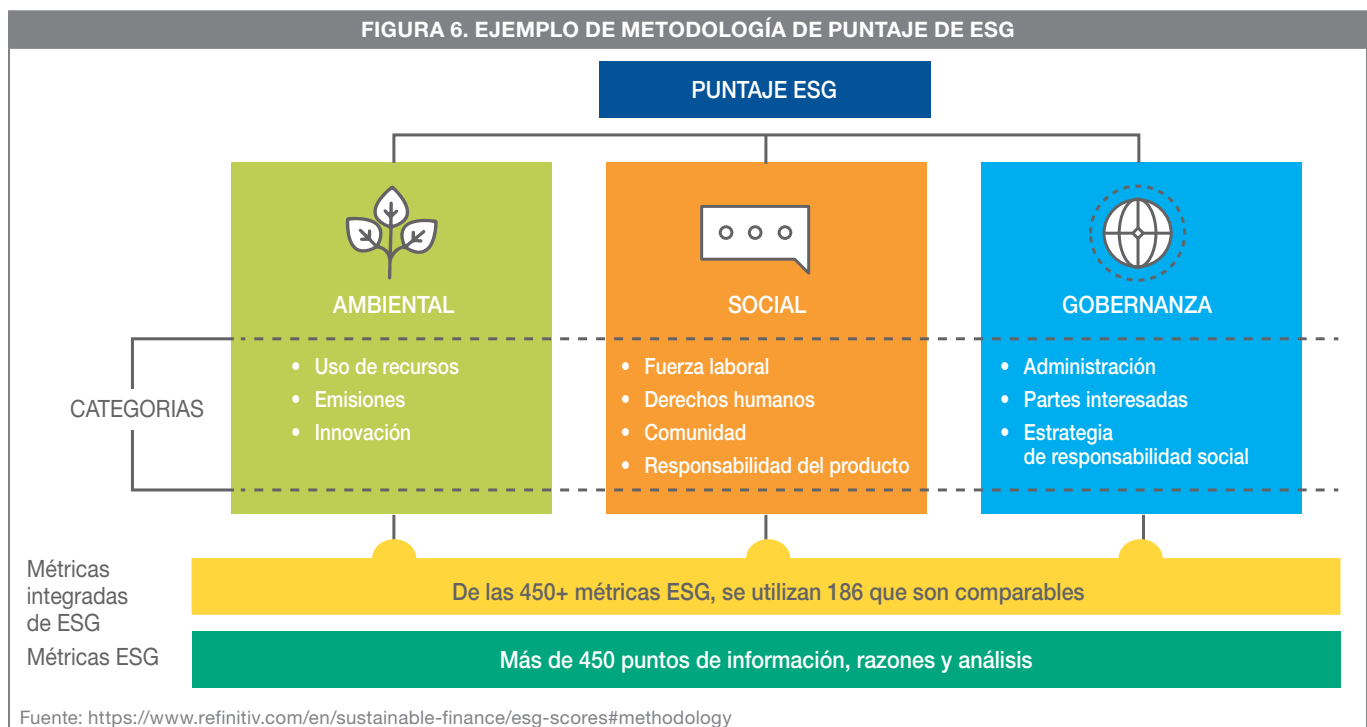 FIGURA 6. EJEMPLO DE METODOLOGÍA DE PUNTAJE DE ESG
PUNTAJE ESG
AMBIENTAL
SOCIAL
GOBERNANZA
CATEGORIAS
• Uso de recursos
• Emisiones
• Innovación
• Fuerza laboral
• Derechos humanos
• Comunidad
• Responsabilidad del producto
• Administración
• Partes interesadas
• Estrategia
de responsabilidad social
Métricas
integradas
de ESG
De las 450+ métricas ESG, se utilizan 186 que son comparables
Métricas ESG
Más de 450 puntos de información, razones y análisis
Fuente: https://www.refinitiv.com/en/sustainable-finance/esg-scores#methodology